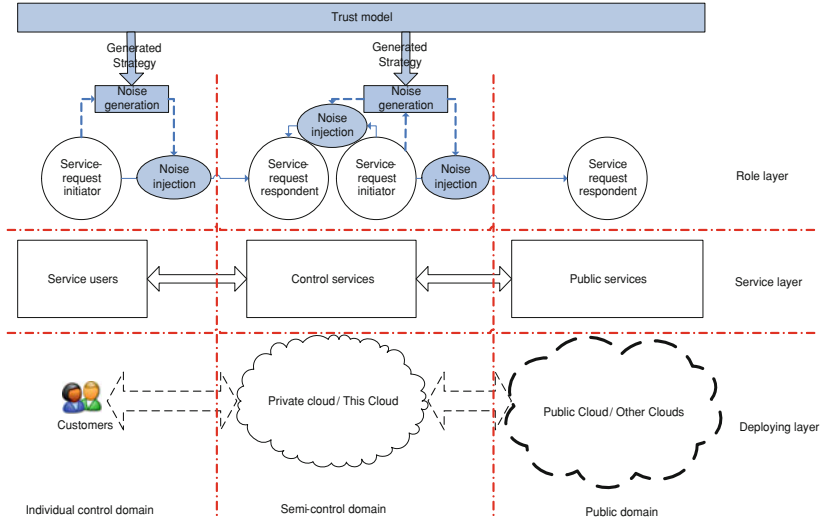 Trust model
Generated
Strategy
Generated
Strategy
Noise
generation
Noise
generation
Noise
injection
Service-
request
initiator
Noise
injection
Service-
request
respondent
Service-
request
initiator
Noise
injection
Service
request
respondent
Role layer
Service users
Control services
Public services
Service layer
Customers
Private cloud / This Cloud
Public Cloud / Other Clouds
Deploying layer
Individual control domain
Semi-control domain
Public domain